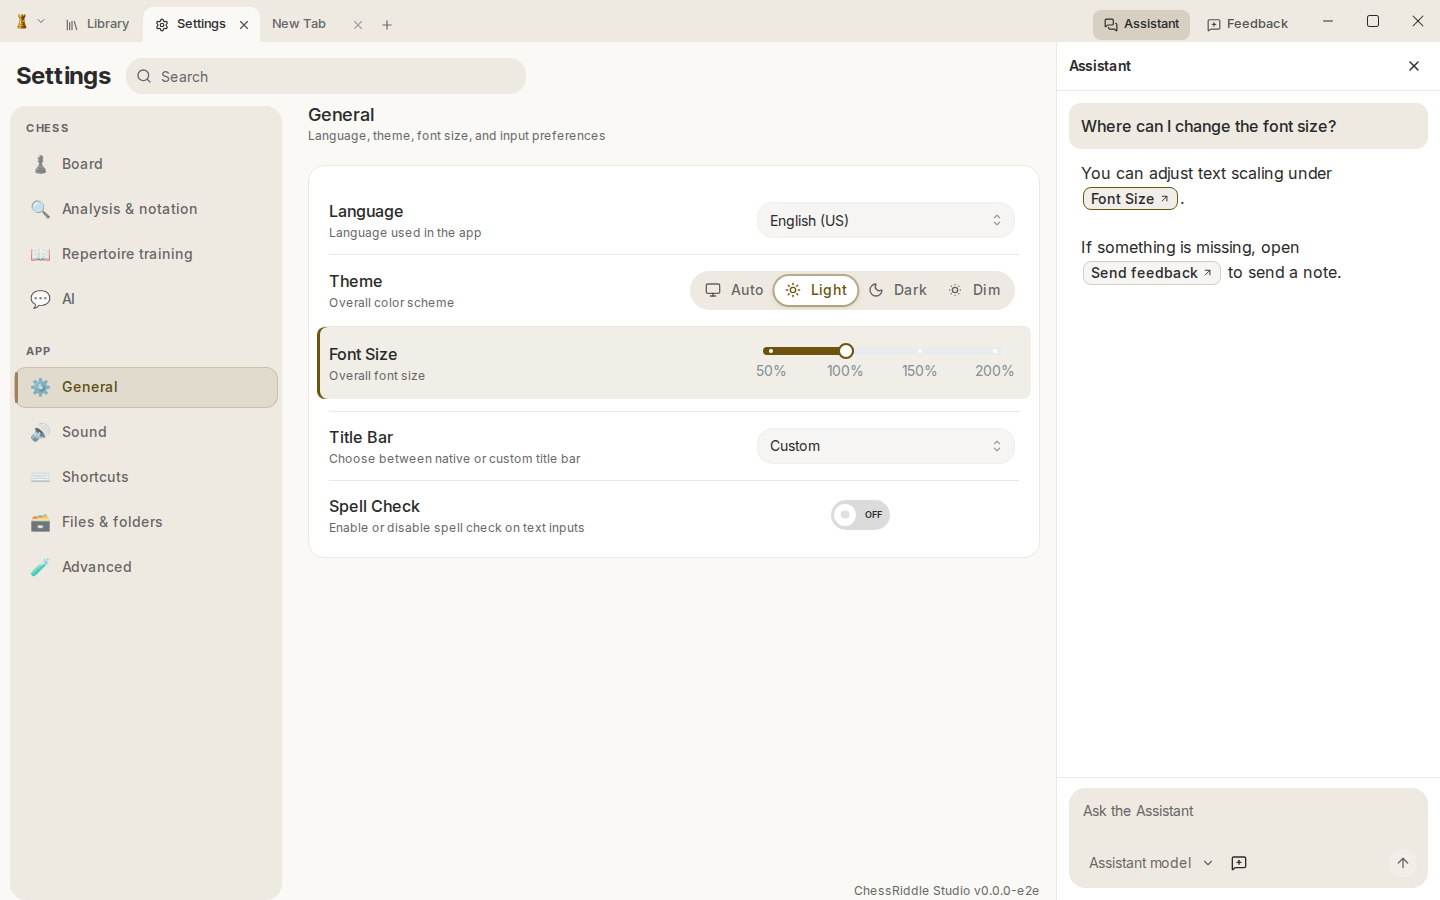 Library
Settings
New Tab
Assistant
Feedback
Settings
Search
CHESS
Board
Analysis & notation
Repertoire training
AI
APP
General
Sound
Shortcuts
Files & folders
Advanced
General
Language, theme, font size, and input preferences
Language
Language used in the app
English (US)
Theme
Overall color scheme
Auto
Light
Dark
Dim
Font Size
Overall font size
50% 100% 150% 200%
Title Bar
Choose between native or custom title bar
Custom
Spell Check
Enable or disable spell check on text inputs
OFF
ChessRiddle Studio v0.0.0-e2e
Assistant
Where can I change the font size?
You can adjust text scaling under
Font Size .
If something is missing, open
Send feedback to send a note.
Ask the Assistant
Assistant model